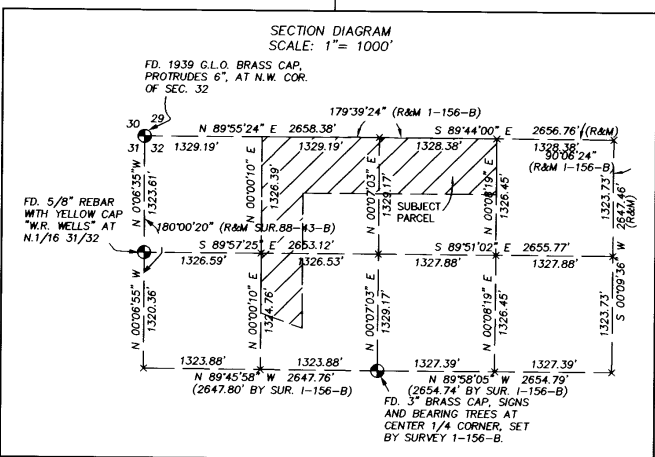 SECTION DIAGRAM
SCALE: 1"= 1000'
FD. 1939 G.L.O. BRASS CAP,
PROTRUDES 6", AT N.W. COR.
OF SEC. 32
179°39'24" (R&M 1-156-B)
30 29
31 32
N 89°55'24" E 2658.38'
S 89°44'00" E 2656.76' (R&M)
1329.19' 1329.19' 1328.38' 1328.38'
90°06'24"
(R&M 1-156-B)
N 0°06'35"W
1323.61'
N 00°00'10" E
1326.39'
N 00°07'03" E
1329.17'
N 00°08'19" E
1326.45'
1323.73'
2647.46'
(R&M)
S 00°09'36" W
SUBJECT
PARCEL
FD. 5/8" REBAR
WITH YELLOW CAP
"W.R. WELLS" AT
N.1/16 31/32
180°00'20" (R&M SUR.88-43-B)
S 89°57'25" E 2653.12'
S 89°51'02" E 2655.77'
1326.59' 1326.53' 1327.88' 1327.88'
N 00°06'55" W
1320.36'
N 00°00'10" E
1324.76'
N 00°07'03" E
1329.17'
N 00°08'19" E
1326.45'
1323.73'
1323.88' 1323.88' 1327.39' 1327.39'
N 89°45'58" W 2647.76'
(2647.80' BY SUR. 1-156-B)
N 89°58'05" W 2654.79'
(2654.74' BY SUR. 1-156-B)
FD. 3" BRASS CAP, SIGNS
AND BEARING TREES AT
CENTER 1/4 CORNER, SET
BY SURVEY 1-156-B.